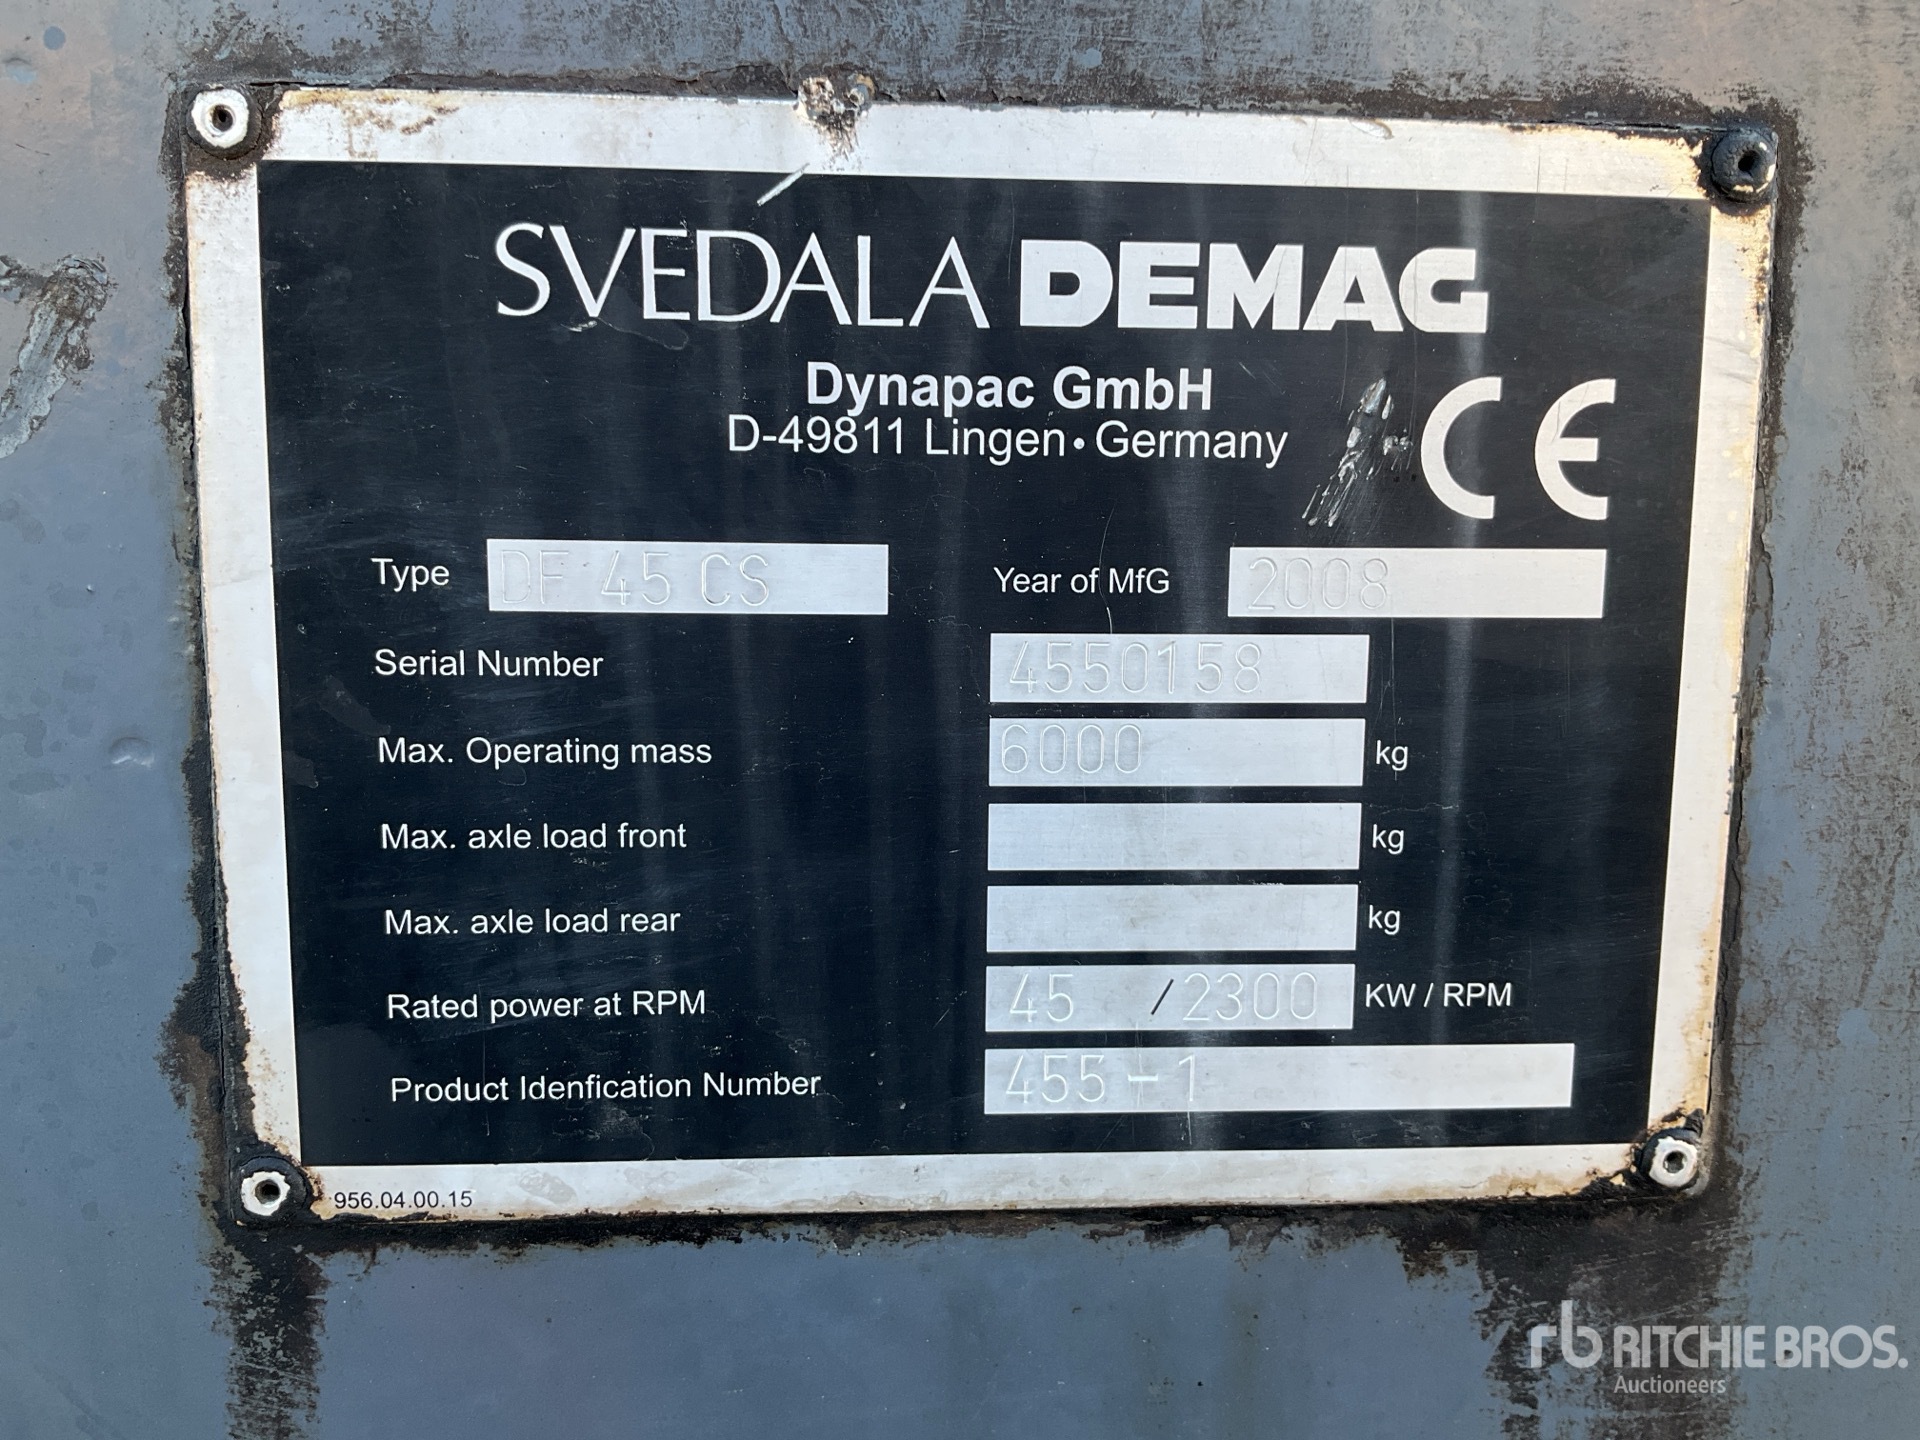 SVEDALA DEMAG
Dynapac GmbH
D-49811 Lingen • Germany
CE
Type DF 45 CS Year of MfG 2008
Serial Number 4550158
Max. Operating mass 6000 kg
Max. axle load front kg
Max. axle load rear kg
Rated power at RPM 45 / 2300 KW / RPM
Product Idenfication Number 455-1
956.04.00.15
rb RITCHIE BROS.
Auctioneers